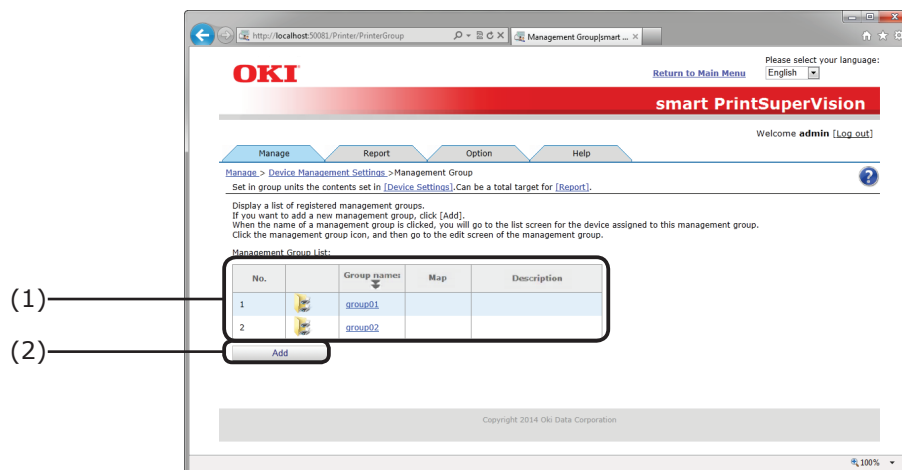 http://localhost:50081/Printer/PrinterGroup
Management Group|smart ...
OKI
Return to Main Menu
Please select your language:
English
smart PrintSuperVision
Welcome admin [Log out]
Manage
Report
Option
Help
Manage > Device Management Settings >Management Group
Set in group units the contents set in [Device Settings].Can be a total target for [Report].
Display a list of registered management groups.
If you want to add a new management group, click [Add].
When the name of a management group is clicked, you will go to the list screen for the device assigned to this management group.
Click the management group icon, and then go to the edit screen of the management group.
Management Group List:
No. Group names Map Description
(1)
1 group01
2 group02
(2)
Add
Copyright 2014 Oki Data Corporation
100%